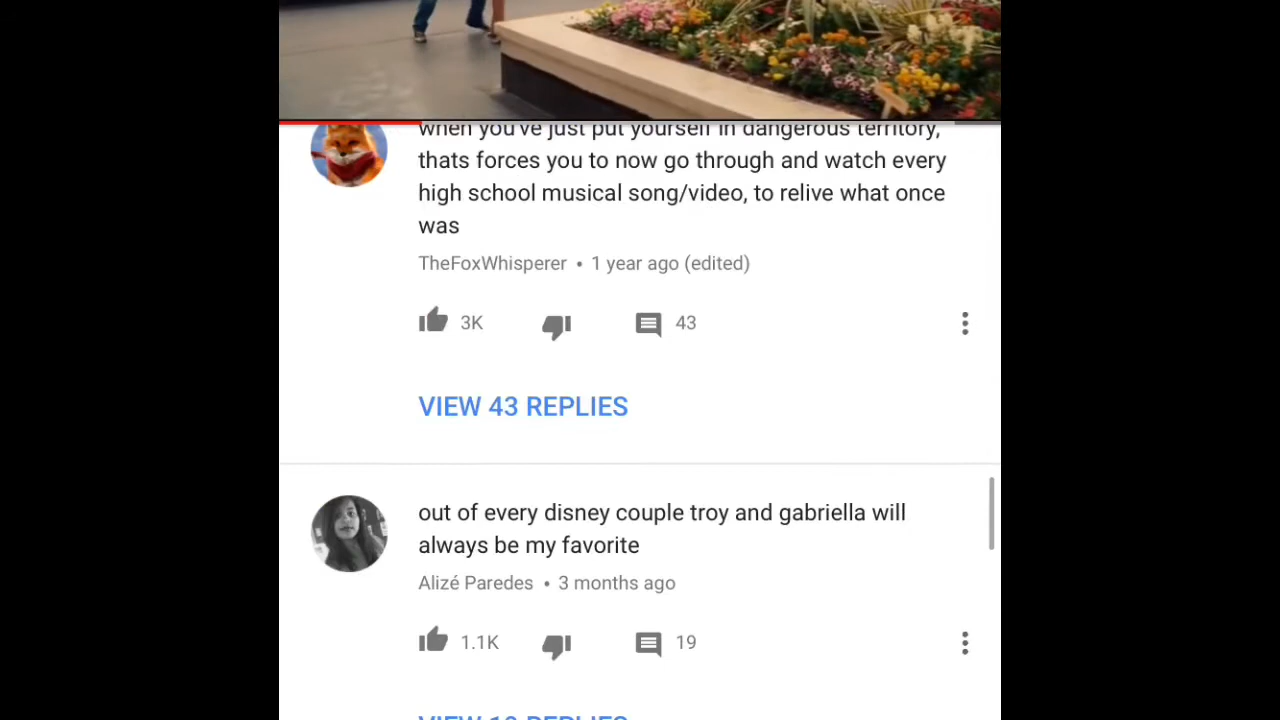 when you've just put yourself in dangerous territory,
thats forces you to now go through and watch every
high school musical song/video, to relive what once
was
TheFoxWhisperer • 1 year ago (edited)
3K
43
VIEW 43 REPLIES
out of every disney couple troy and gabriella will
always be my favorite
Alizé Paredes • 3 months ago
1.1K
19
VIEW 19 REPLIES